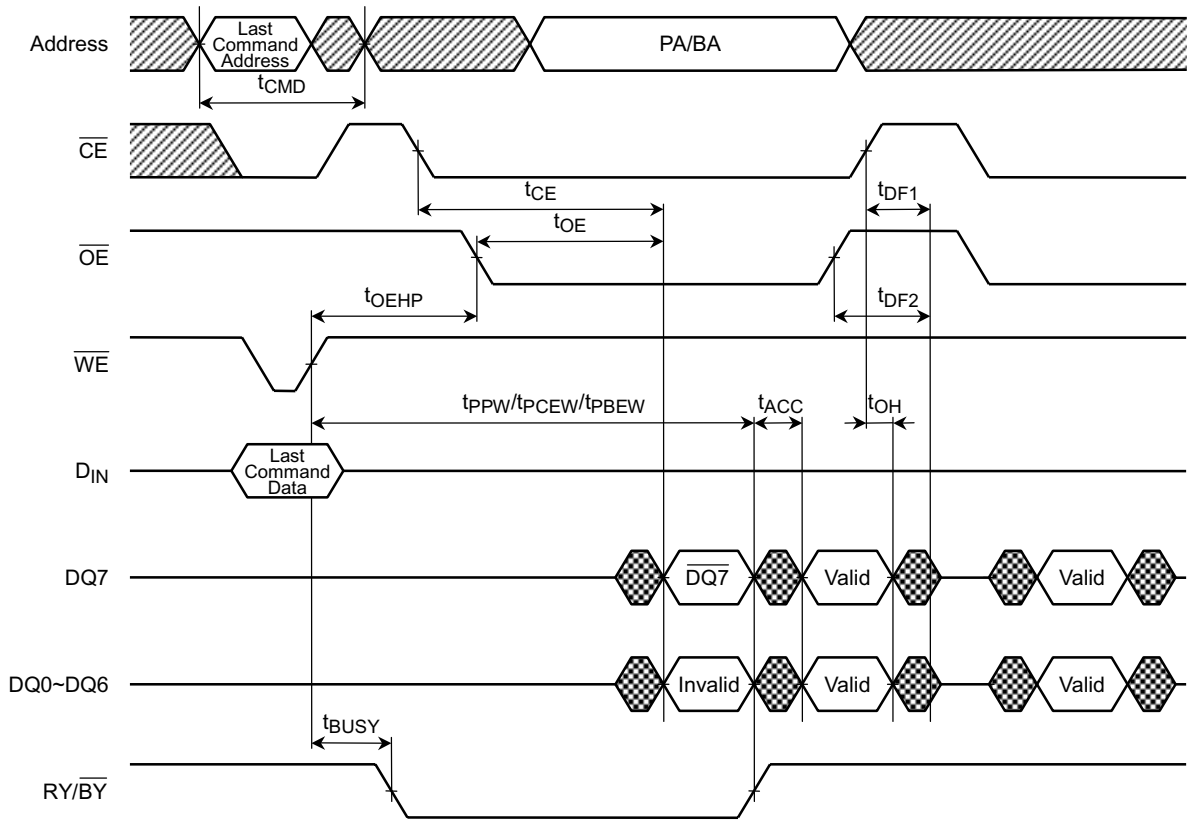 Address
Last
Command
Address
PA/BA
tCMD
CE
tCE
tDF1
OE
tOE
tOEHP
tDF2
WE
tPPW/tPCEW/tPBEW
tACC
tOH
DIN
Last
Command
Data
DQ7
DQ7
Valid
Valid
DQ0~DQ6
Invalid
Valid
Valid
tBUSY
RY/BY